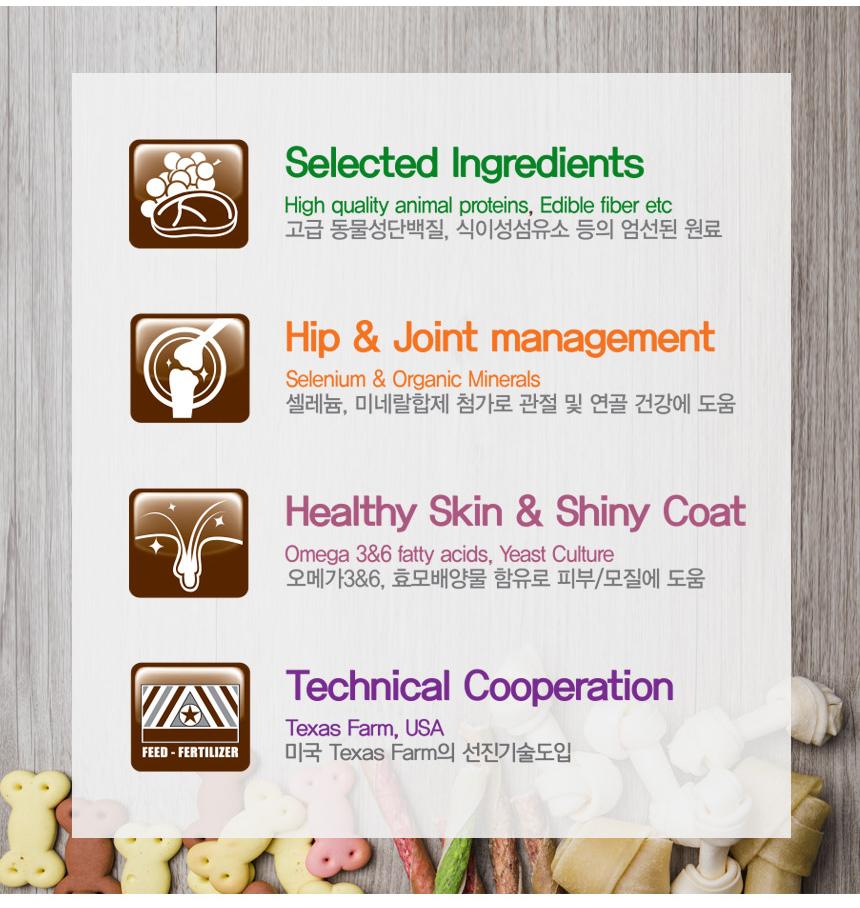 Selected Ingredients
High quality animal proteins, Edible fiber etc
고급 동물성단백질, 식이성섬유소 등의 엄선된 원료
Hip & Joint management
Selenium & Organic Minerals
셀레늄, 미네랄합제 첨가로 관절 및 연골 건강에 도움
Healthy Skin & Shiny Coat
Omega 3&6 fatty acids, Yeast Culture
오메가3&6, 효모배양물 함유로 피부/모질에 도움
Technical Cooperation
Texas Farm, USA
FEED - FERTILIZER
미국 Texas Farm의 선진기술도입